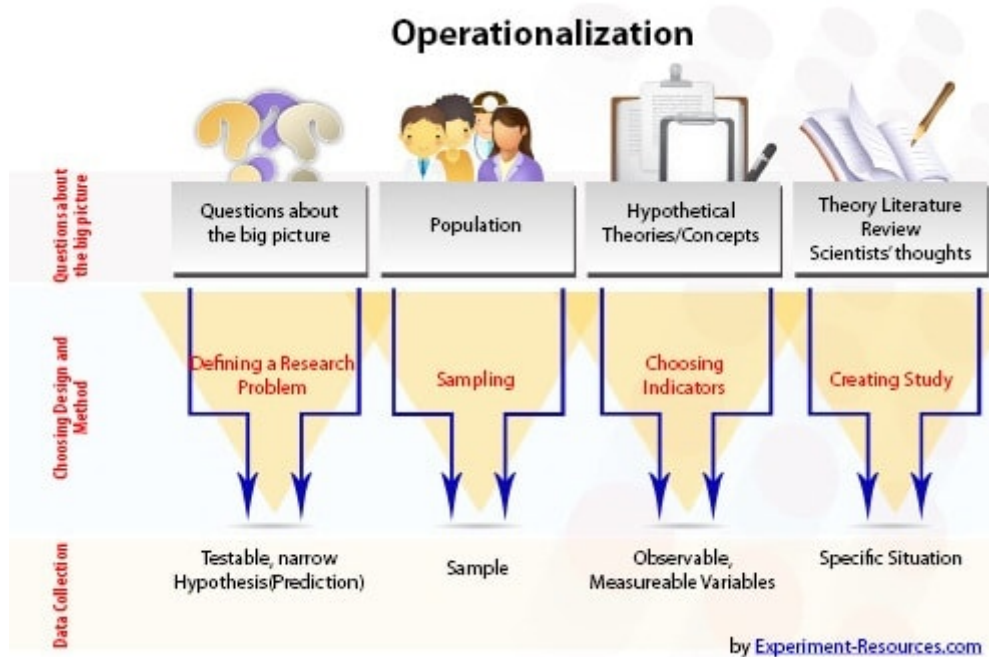 Operationalization
Questions about
the big picture
Questions about
the big picture
Population
Hypothetical
Theories/Concepts
Theory Literature
Review
Scientists' thoughts
Choosing Design and
Method
Defining a Research
Problem
Sampling
Choosing
Indicators
Creating Study
Data Collection
Testable, narrow
Hypothesis(Prediction)
Sample
Observable,
Measureable Variables
Specific Situation
by Experiment-Resources.com